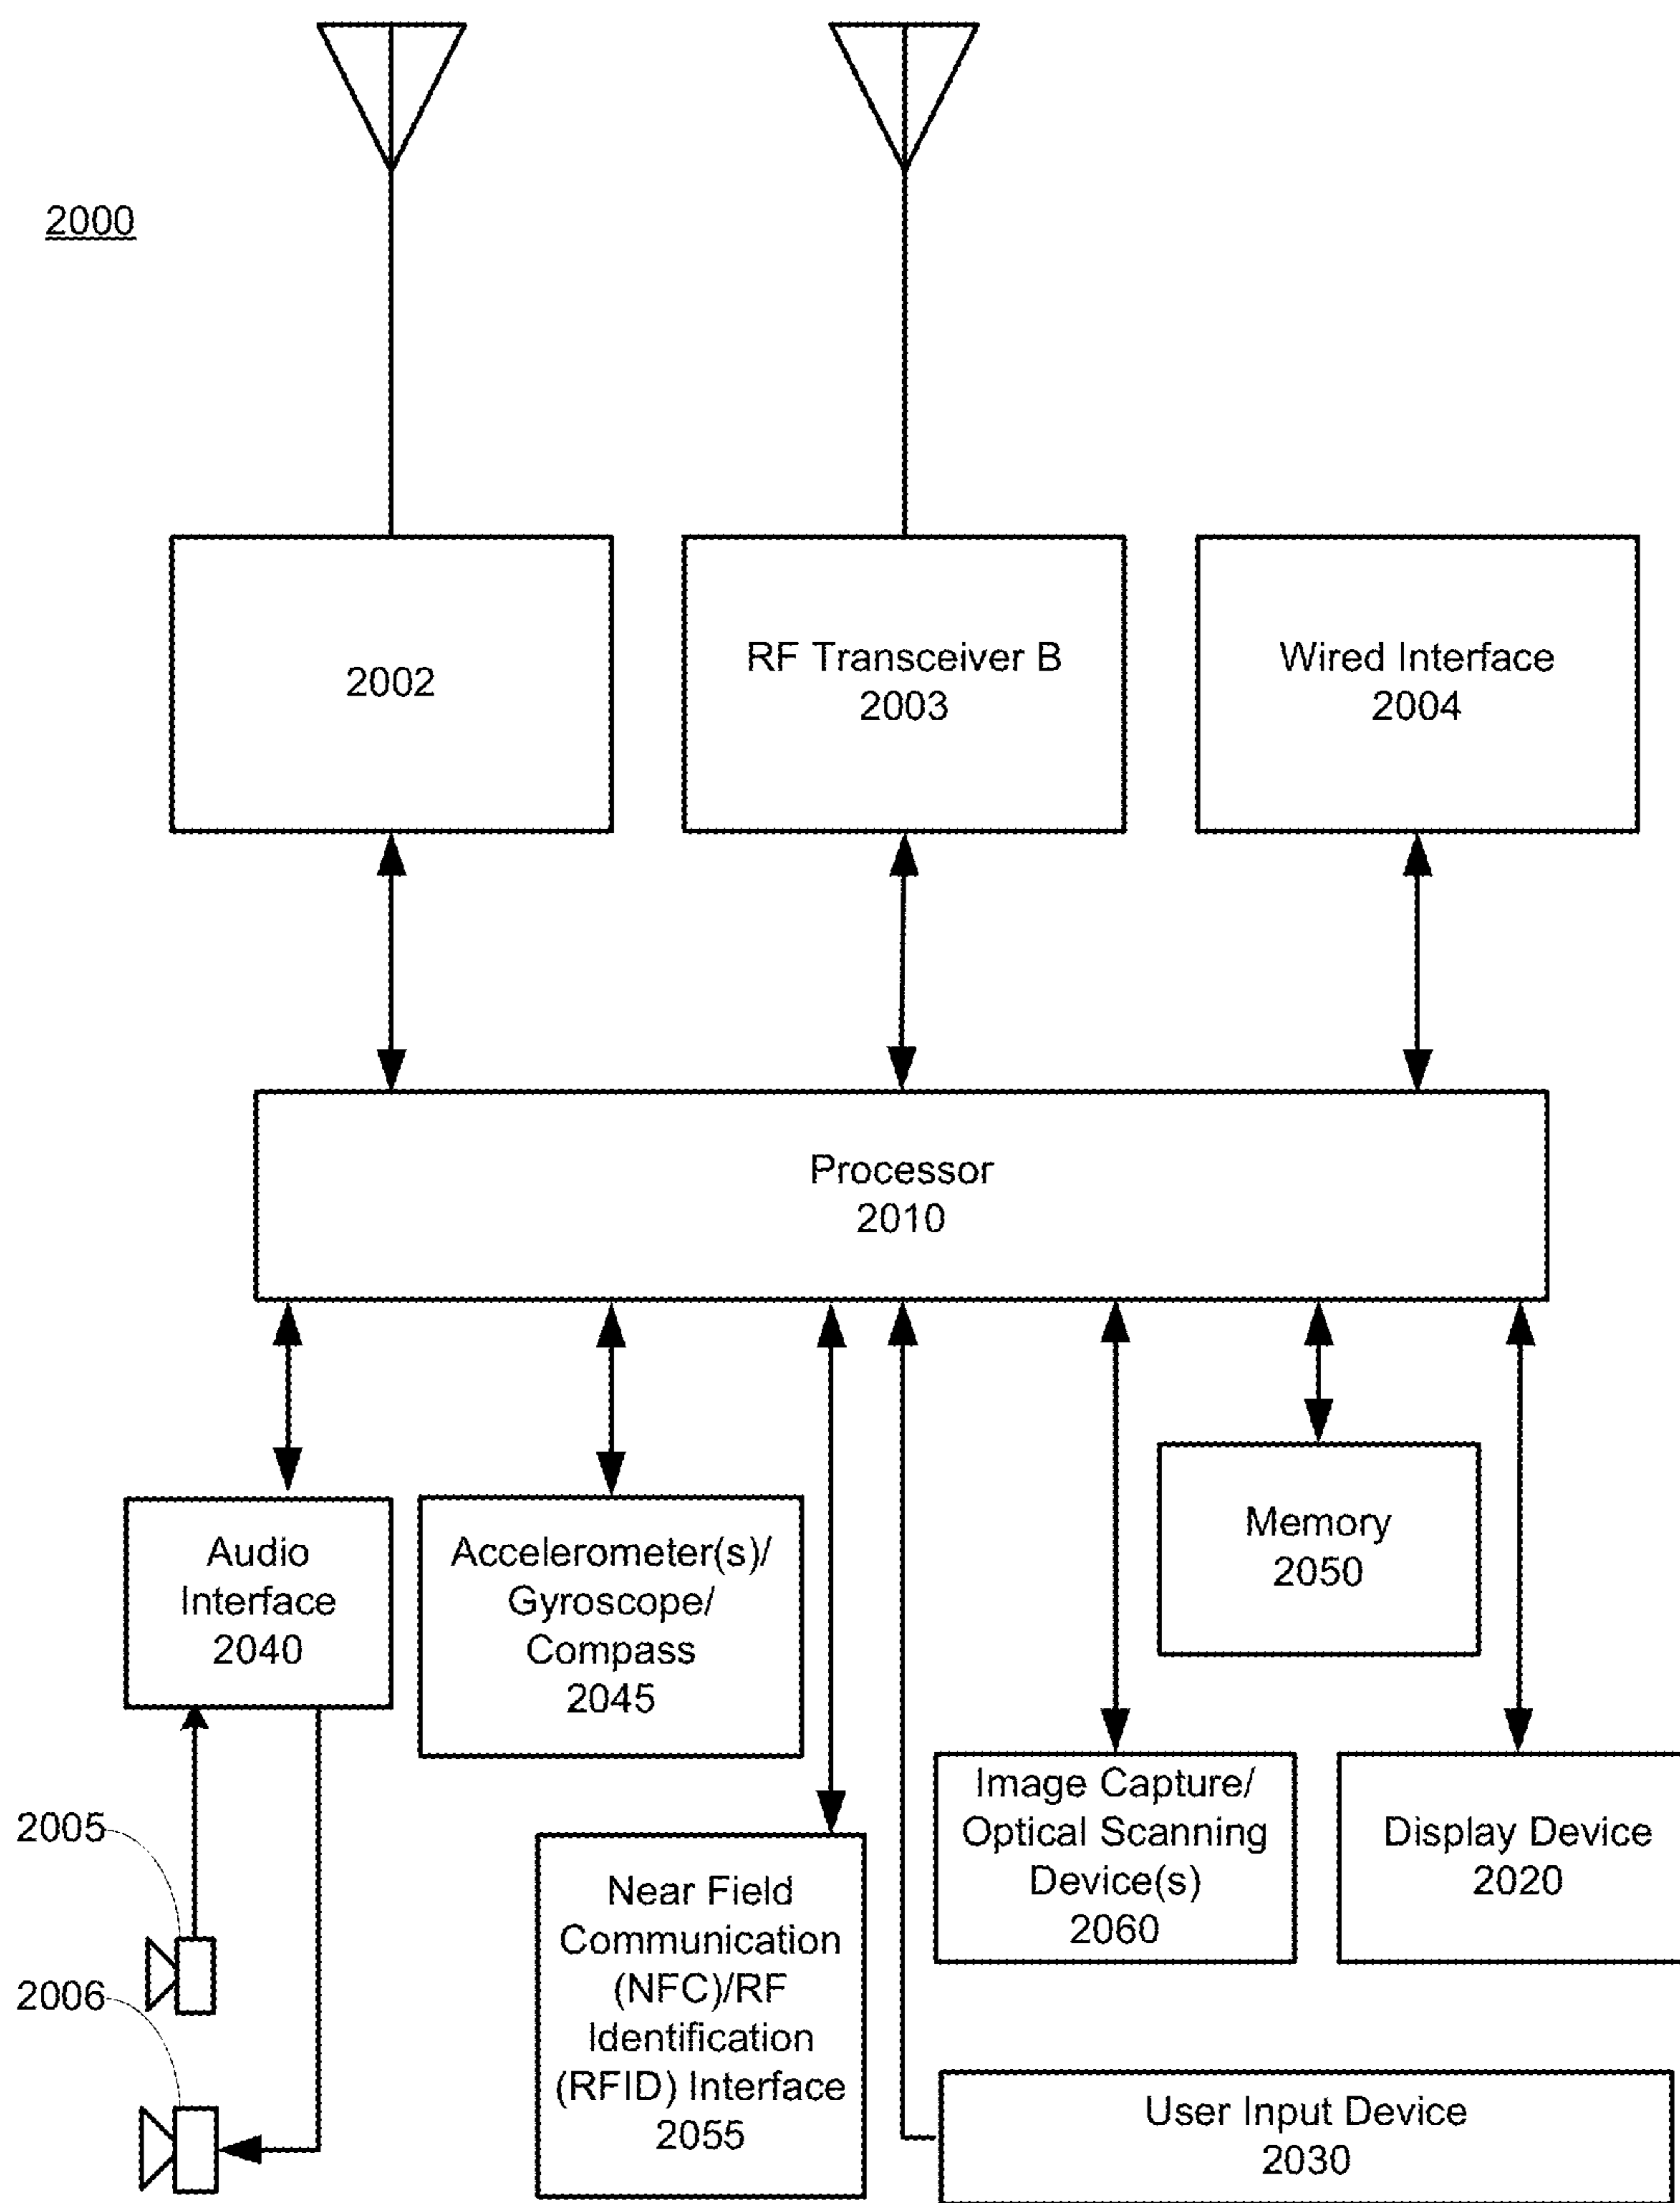 2000
2002
RF Transceiver B
2003
Wired Interface
2004
Processor
2010
Audio
Interface
2040
Accelerometer(s)/
Gyroscope/
Compass
2045
Memory
2050
2005
2006
Near Field
Communication
(NFC)/RF
Identification
(RFID) Interface
2055
Image Capture/
Optical Scanning
Device(s)
2060
Display Device
2020
User Input Device
2030